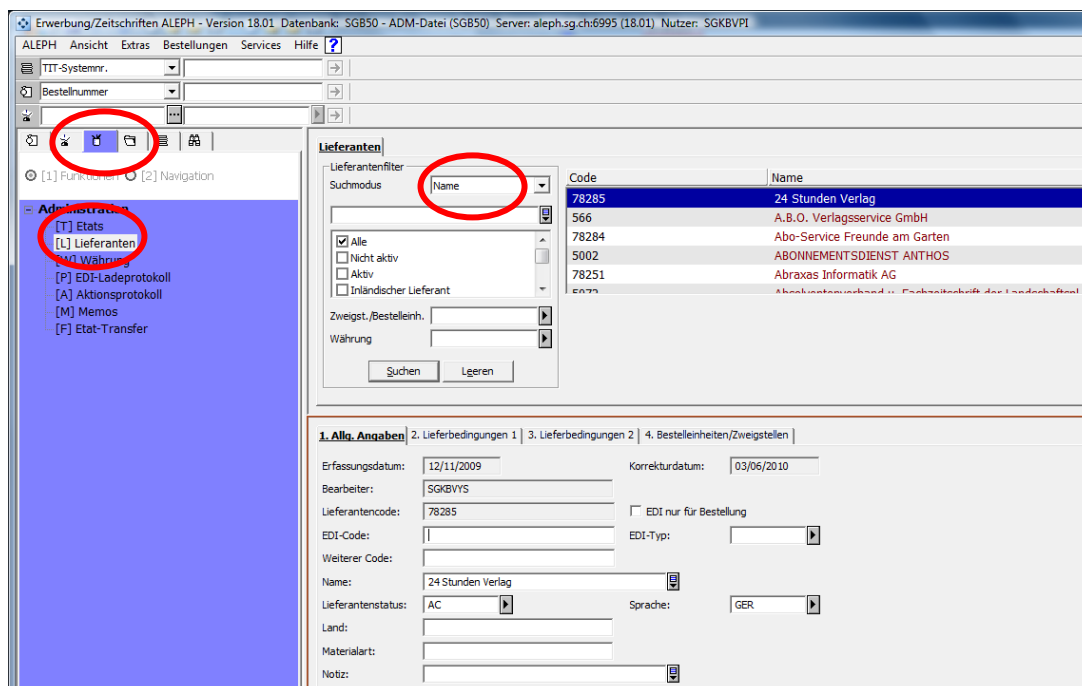 Erwerbung/Zeitschriften ALEPH - Version 18.01 Datenbank: SGB50 - ADM-Datei (SGB50) Server: aleph.sg.ch:6995 (18.01) Nutzer: SGKBVPI
ALEPH Ansicht Extras Bestellungen Services Hilfe ?
TIT-Systemnr.
Bestellnummer
[1] Funktionen [2] Navigation
Administration
[T] Etats
[L] Lieferanten
[W] Währung
[P] EDI-Ladeprotokoll
[A] Aktionsprotokoll
[M] Memos
[F] Etat-Transfer
Lieferanten
Lieferantenfilter
Suchmodus Name
Alle
Nicht aktiv
Aktiv
Inländischer Lieferant
Zweigst./Bestelleinh.
Währung
Suchen Leeren
Code Name
78285 24 Stunden Verlag
566 A.B.O. Verlagsservice GmbH
78284 Abo-Service Freunde am Garten
5002 ABONNEMENTSDIENST ANTHOS
78251 Abraxas Informatik AG
1. Allg. Angaben 2. Lieferbedingungen 1 3. Lieferbedingungen 2 4. Bestelleinheiten/Zweigstellen
Erfassungsdatum: 12/11/2009 Korrekturdatum: 03/06/2010
Bearbeiter: SGKBVYS
Lieferantencode: 78285 EDI nur für Bestellung
EDI-Code: EDI-Typ:
Weiterer Code:
Name: 24 Stunden Verlag
Lieferantenstatus: AC Sprache: GER
Land:
Materialart:
Notiz: